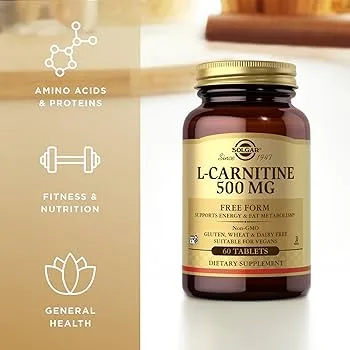 AMINO ACIDS
& PROTEINS
FITNESS &
NUTRITION
GENERAL
HEALTH
SOLGAR®
Since 1947
L-CARNITINE
500 MG
FREE FORM
SUPPORTS ENERGY & FAT METABOLISM*
Non-GMO
GLUTEN, WHEAT & DAIRY FREE
SUITABLE FOR VEGANS
60 TABLETS
DIETARY SUPPLEMENT